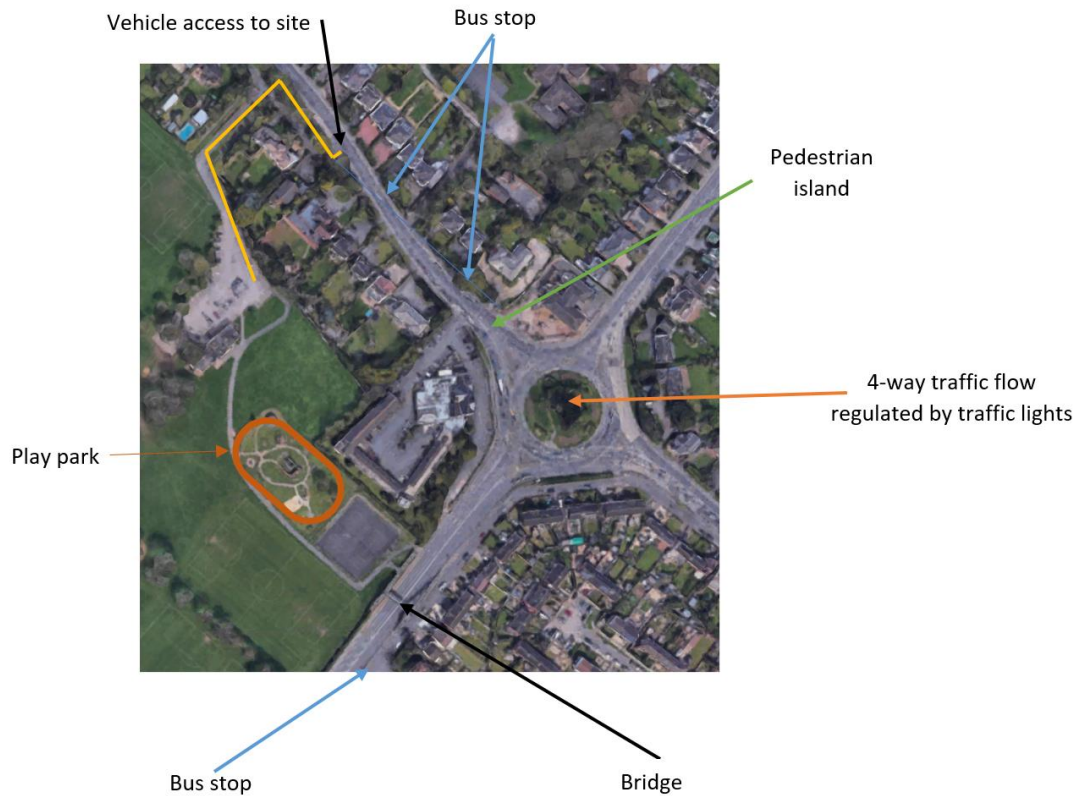 Vehicle access to site
Bus stop
Pedestrian
island
4-way traffic flow
regulated by traffic lights
Play park
Bus stop
Bridge